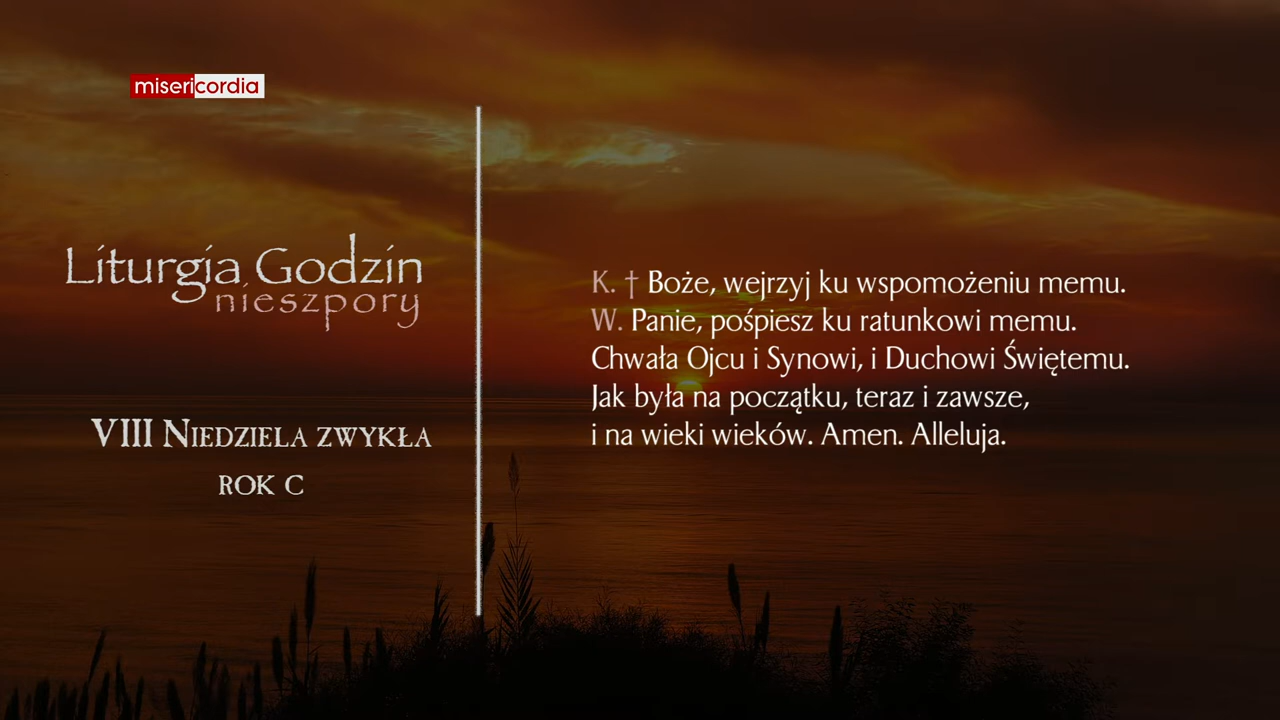 misericordia
Liturgia Godzin
nieszpory
VIII Niedziela zwykła
rok C
K. † Boże, wejrzyj ku wspomożeniu memu.
W. Panie, pośpiesz ku ratunkowi memu.
Chwała Ojcu i Synowi, i Duchowi Świętemu.
Jak była na początku, teraz i zawsze,
i na wieki wieków. Amen. Alleluja.